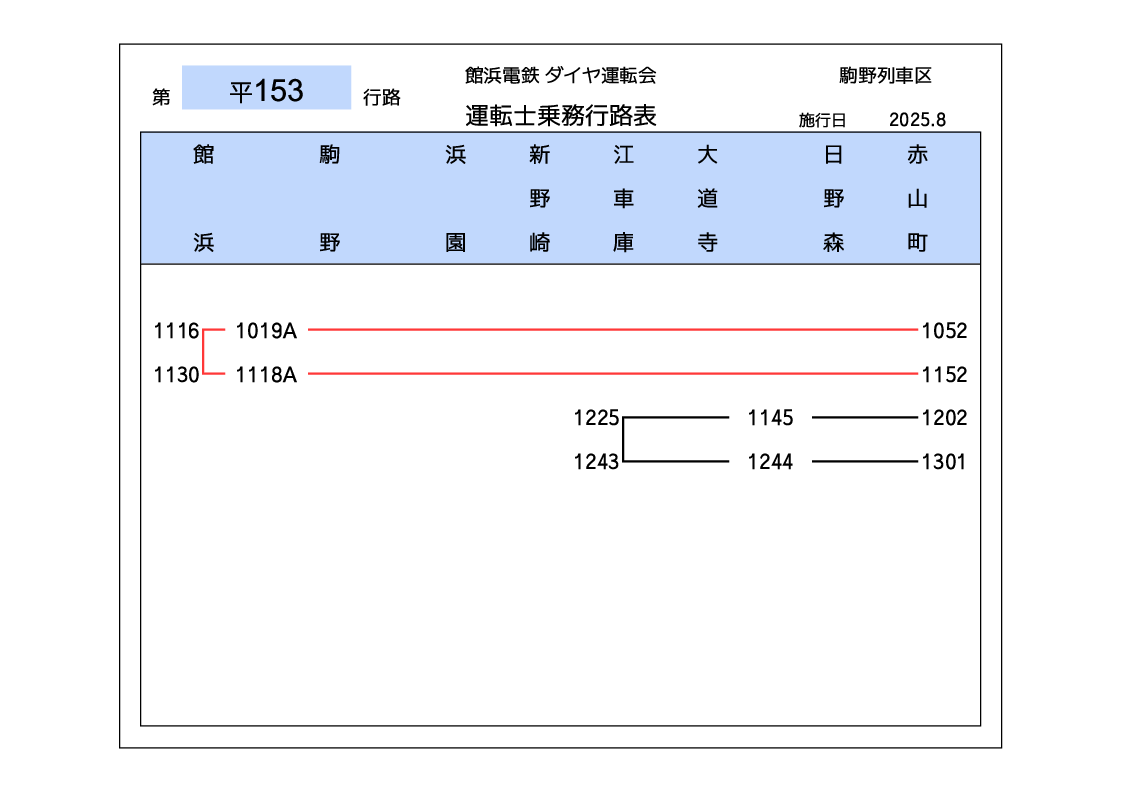 館浜電鉄 ダイヤ運転会
駒野列車区
第 平153 行路
運転士乗務行路表
施行日 2025.8
館浜 駒野 浜園 新野崎 江車庫 大道寺 日野森 赤山町
1116 1019A 1052
1130 1118A 1152
1225 1145 1202
1243 1244 1301